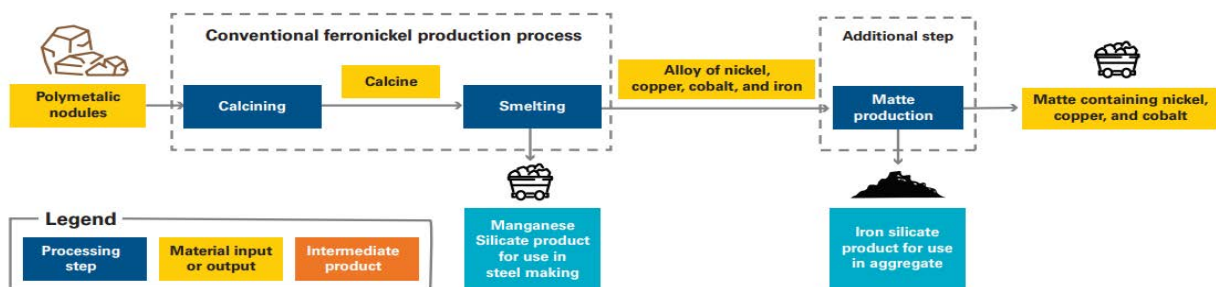 Conventional ferronickel production process
Additional step
Polymetalic
nodules
Calcining
Calcine
Smelting
Alloy of nickel,
copper, cobalt, and iron
Matte
production
Matte containing nickel,
copper, and cobalt
Manganese
Silicate product
for use in
steel making
Iron silicate
product for use
in aggregate
Legend
Processing
step
Material input
or output
Intermediate
product